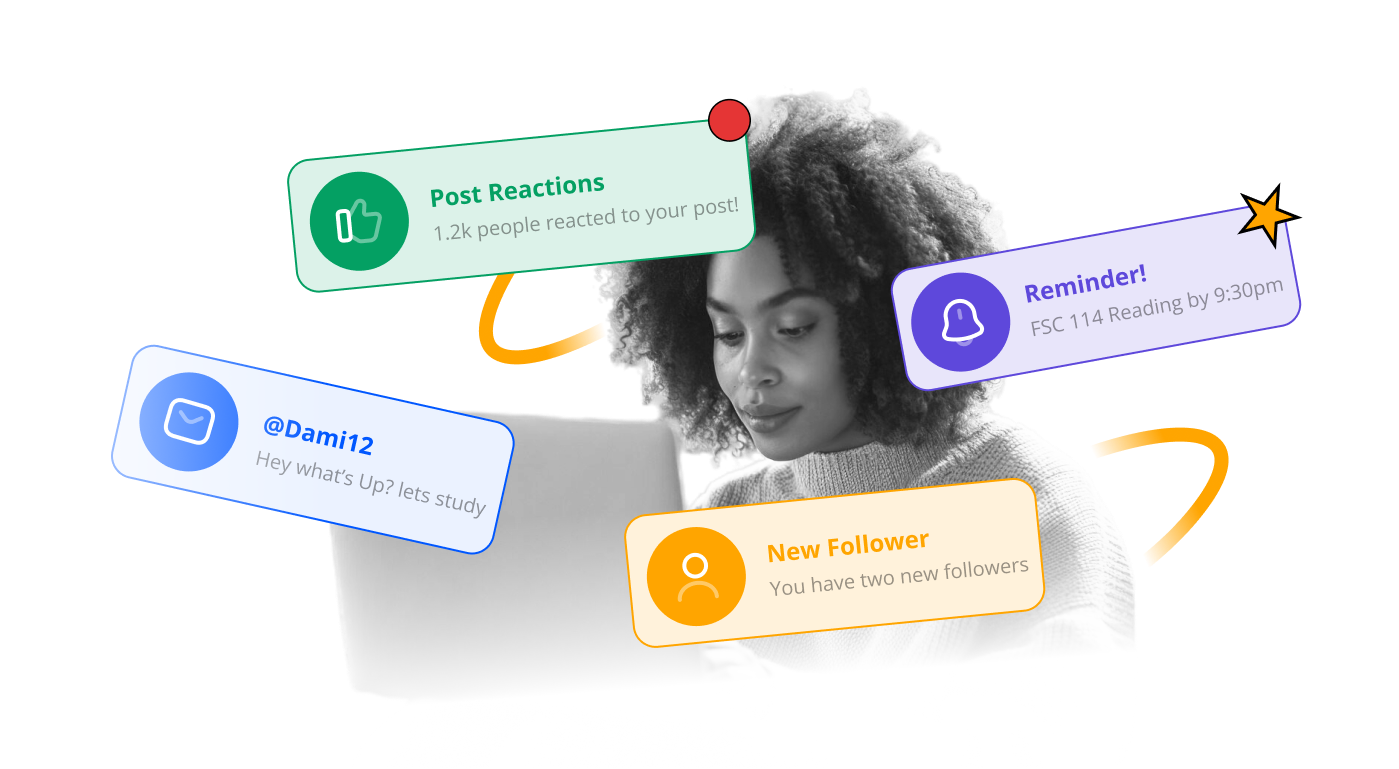 Post Reactions
1.2k people reacted to your post!
Reminder!
FSC 114 Reading by 9:30pm
@Dami12
Hey what’s Up? lets study
New Follower
You have two new followers